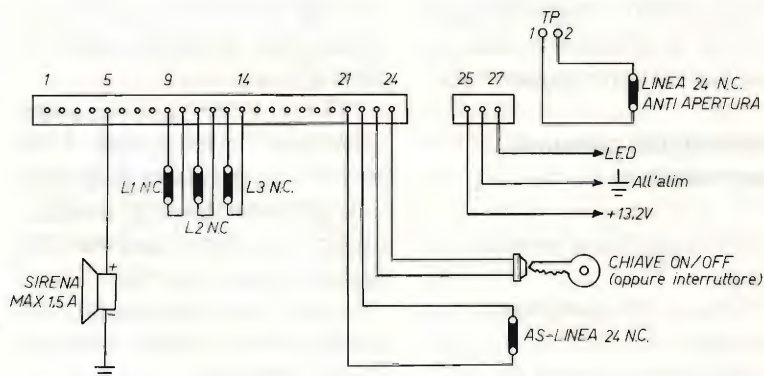 TP
1 2
1 5 9 14 21 24 25 27
LINEA 24 N.C.
ANTI APERTURA
LED
L1 NC L3 N.C.
All'alim
L2 NC
+13,2V
SIRENA
MAX 1.5 A
+
-
CHIAVE ON/OFF
(oppure interruttore)
AS-LINEA 24 N.C.